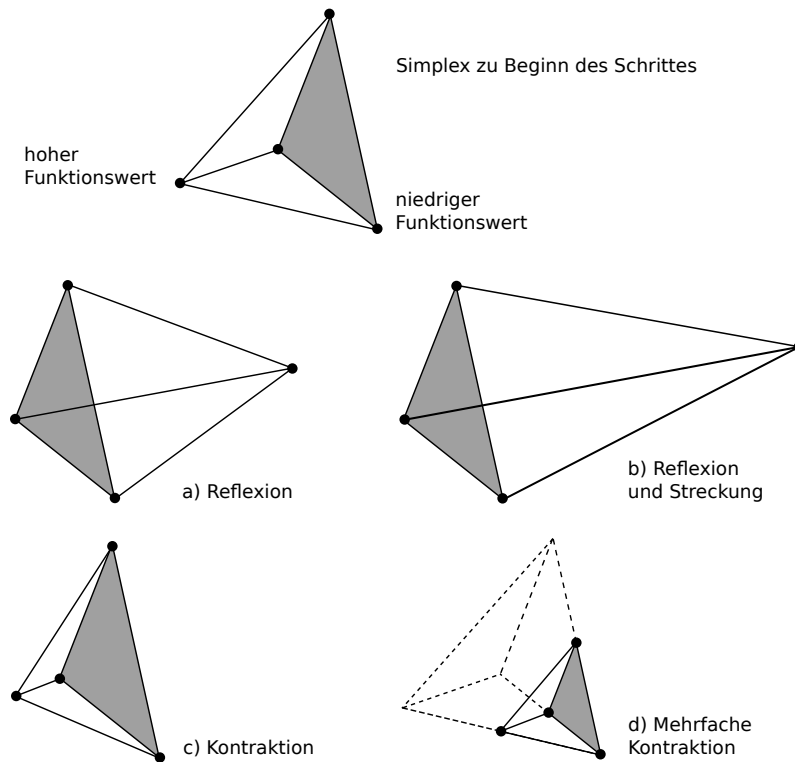 Simplex zu Beginn des Schrittes
hoher
Funktionswert
niedriger
Funktionswert
a) Reflexion
b) Reflexion
und Streckung
c) Kontraktion
d) Mehrfache
Kontraktion